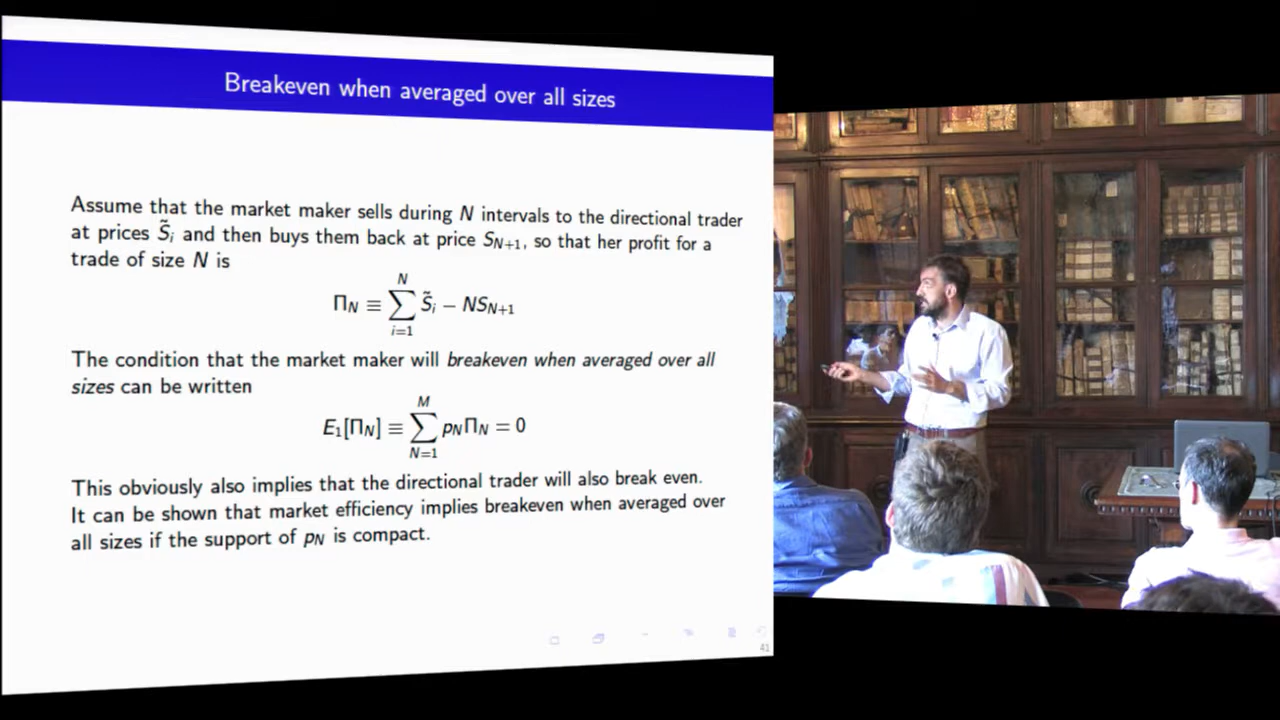 Breakeven when averaged over all sizes
Assume that the market maker sells during N intervals to the directional trader
at prices S̃ᵢ and then buys them back at price S_{N+1}, so that her profit for a
trade of size N is
Π_N ≡ ∑_{i=1}^{N} S̃ᵢ − NS_{N+1}
The condition that the market maker will breakeven when averaged over all
sizes can be written
E₁[Π_N] ≡ ∑_{N=1}^{M} p_NΠ_N = 0
This obviously also implies that the directional trader will also break even.
It can be shown that market efficiency implies breakeven when averaged over
all sizes if the support of p_N is compact.
41